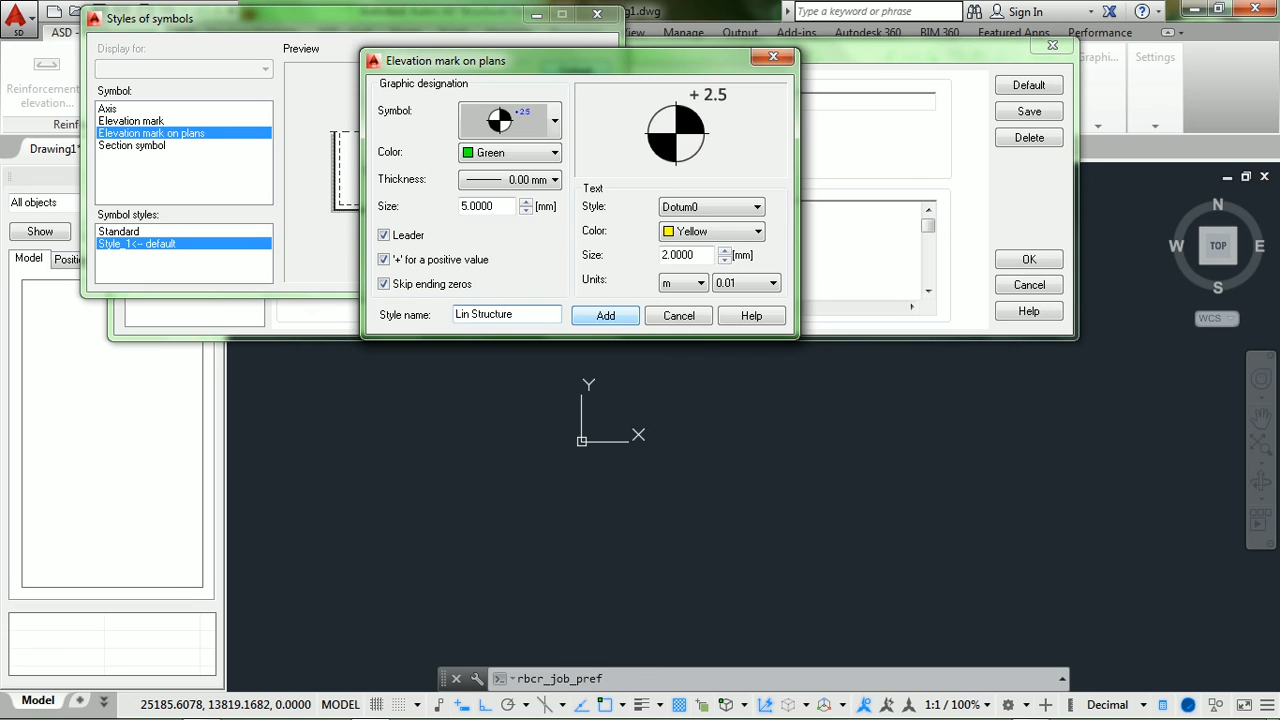 Styles of symbols
g1.dwg
Type a keyword or phrase
Sign In
SD
ASD
Manage
Output
Add-ins
Autodesk 360
BIM 360
Featured Apps
Performance
Display for:
Preview
Elevation mark on plans
Graphic designation
Symbol:
+2.5
+ 2.5
Color:
Green
Thickness:
0.00 mm
Size:
5.0000
[mm]
Leader
'+' for a positive value
Skip ending zeros
Style name:
Lin Structure
Text
Style:
Dotum0
Color:
Yellow
Size:
2.0000
[mm]
Units:
m
0.01
Add
Cancel
Help
Symbol:
Axis
Elevation mark
Elevation mark on plans
Section symbol
Symbol styles:
Standard
Style_1<-- default
Default
Save
Delete
OK
Cancel
Help
Settings
Reinforcement
elevation...
Drawing1*
All objects
Show
Model
N
W
TOP
E
S
WCS
Y
X
rbcr_job_pref
Model
25185.6078, 13819.1682, 0.0000
MODEL
1:1 / 100%
Decimal